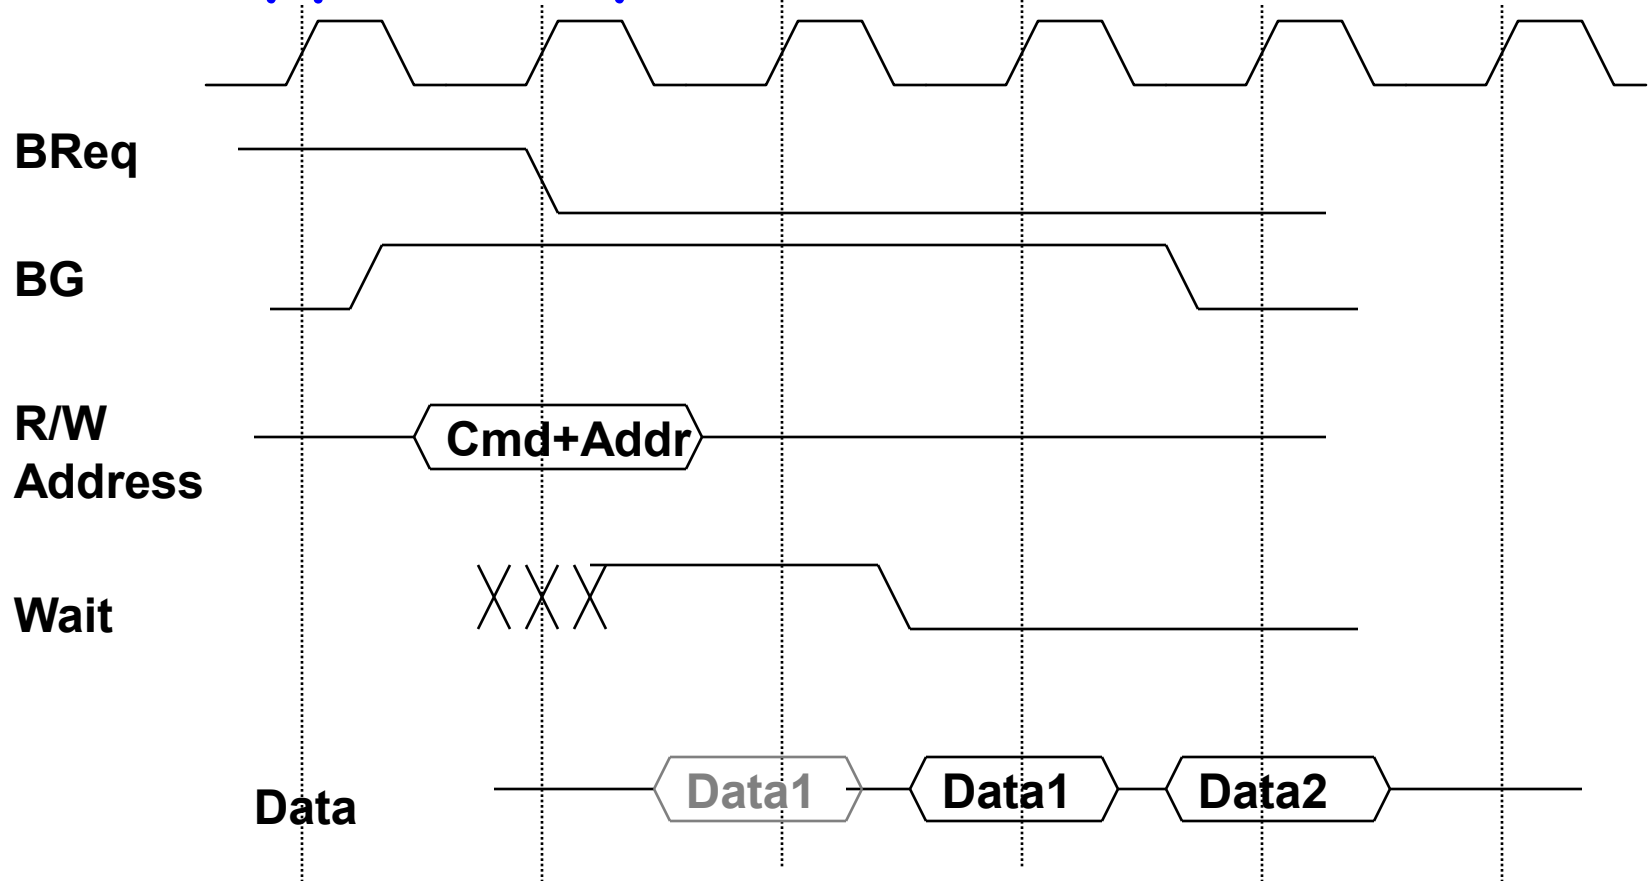 BReq
BG
R/W
Address
Cmd+Addr
Wait
Data
Data1
Data1
Data2